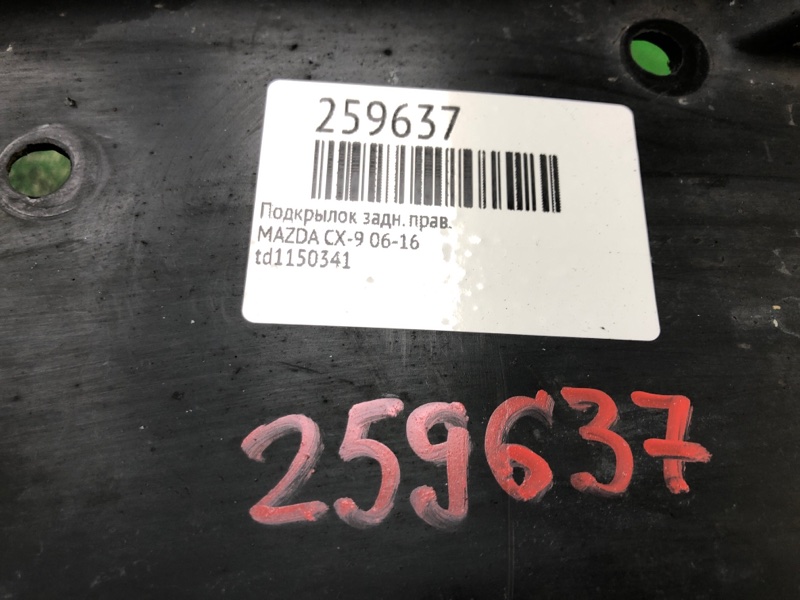 259637
Подкрылок задн. прав.
MAZDA CX-9 06-16
td1150341
259637